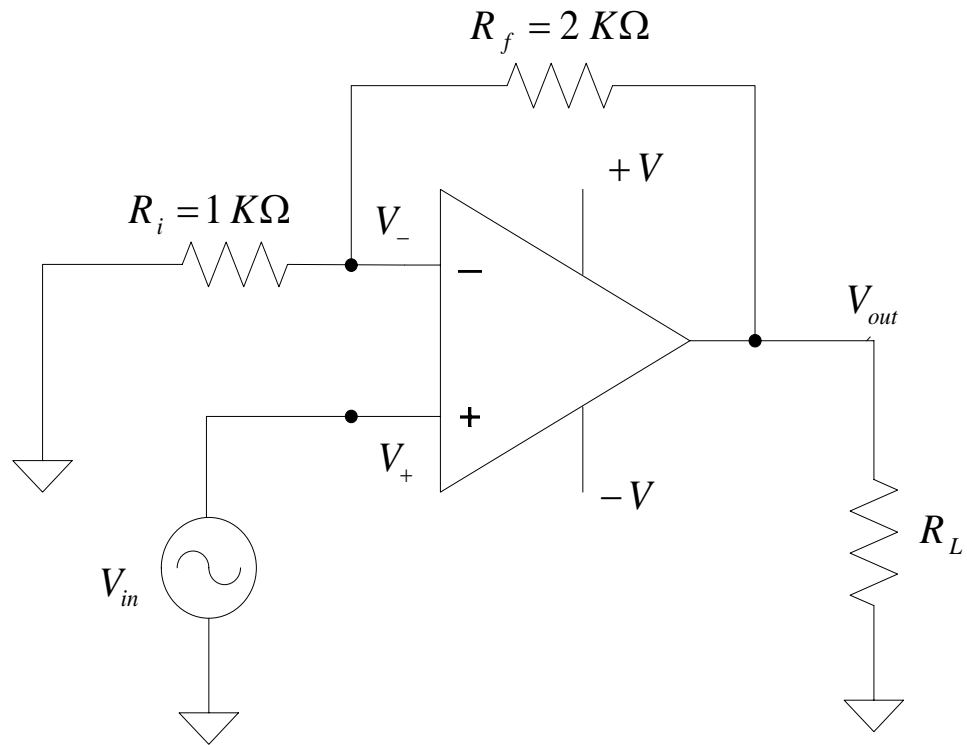 R_f = 2 KΩ
+V
R_i = 1 KΩ
V_−
−
V_out
+
V_+
−V
R_L
V_in